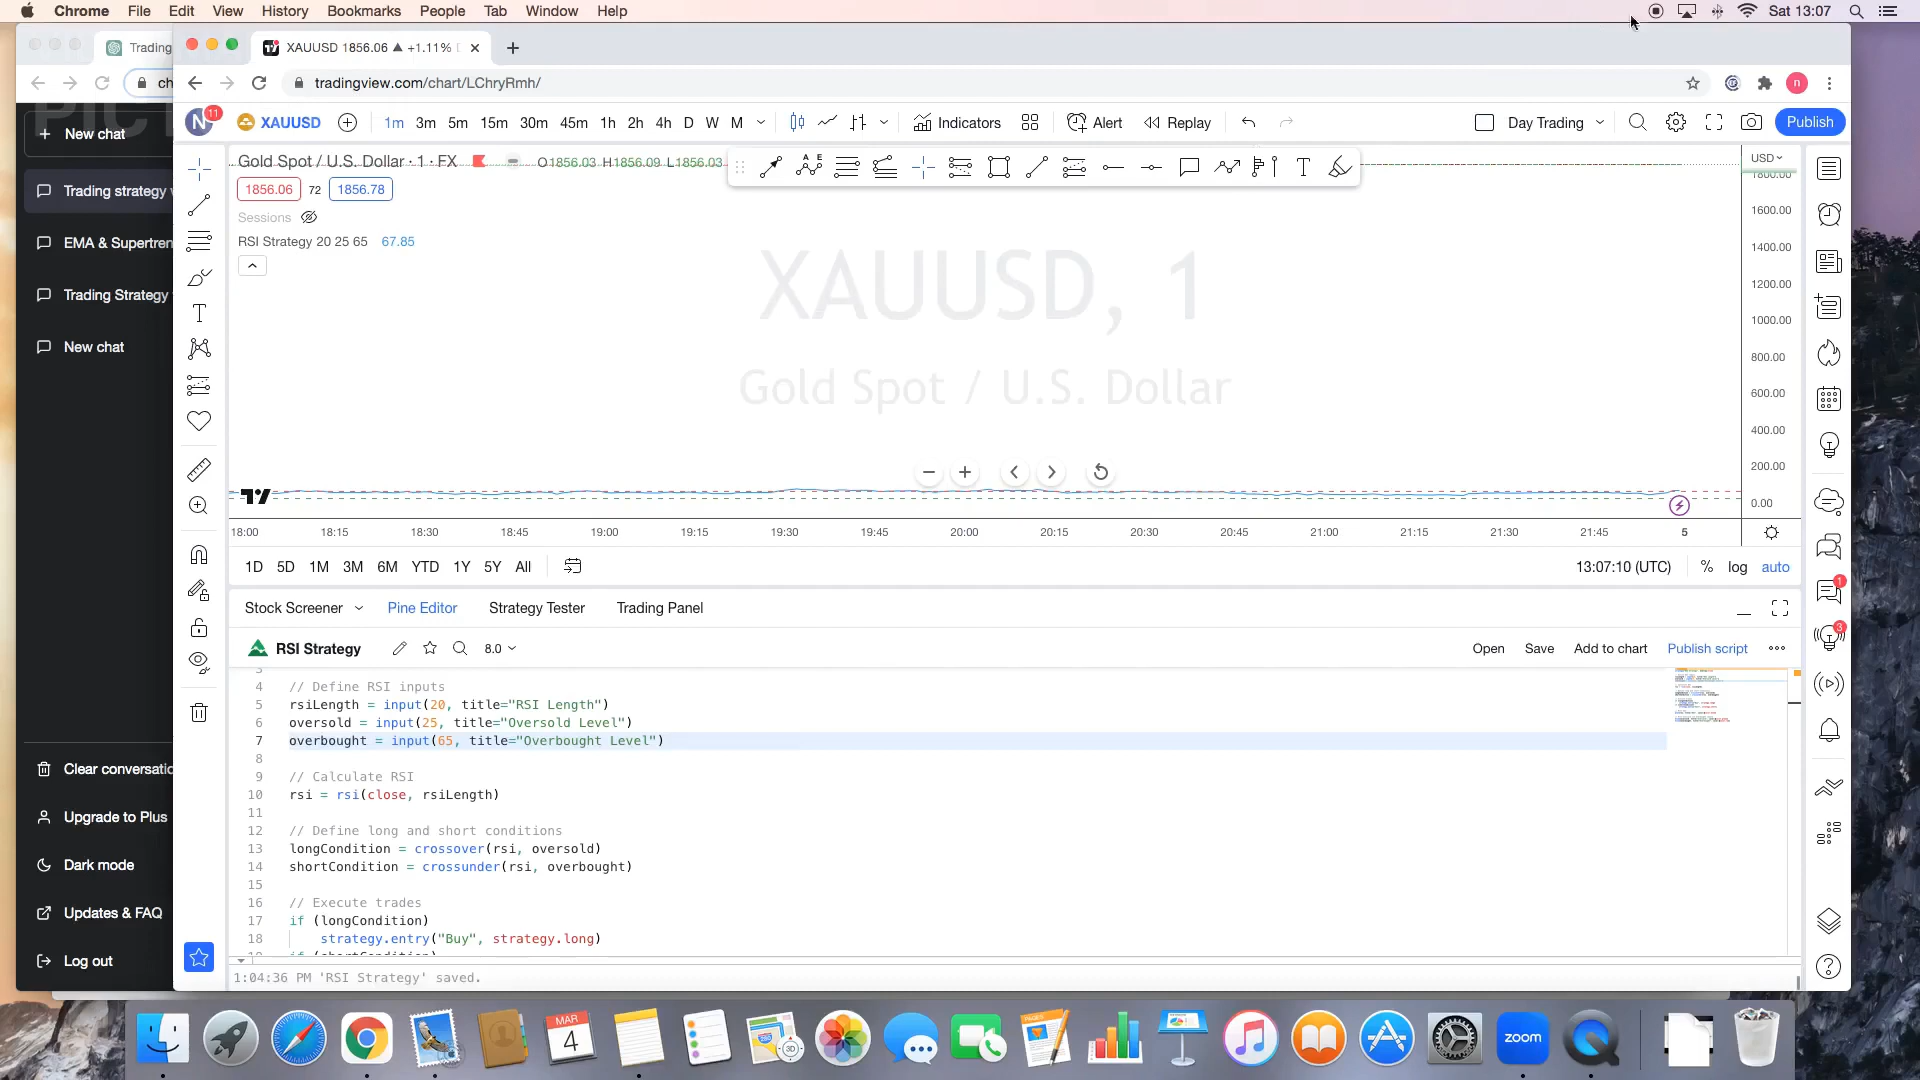 Chrome File Edit View History Bookmarks People Tab Window Help
Sat 13:07
Trading
XAUUSD 1856.06 ▲ +1.11%
ch
tradingview.com/chart/LChryRmh/
n
PICT
New chat
Trading strategy
EMA & Supertren
Trading Strategy
New chat
Clear conversatio
Upgrade to Plus
Dark mode
Updates & FAQ
Log out
N 11 XAUUSD 1m 3m 5m 15m 30m 45m 1h 2h 4h D W M Indicators Alert Replay Day Trading Publish
Gold Spot / U.S. Dollar · 1 · FX O1856.03 H1856.09 L1856.03
1856.06 72 1856.78
Sessions
RSI Strategy 20 25 65 67.85
XAUUSD, 1
Gold Spot / U.S. Dollar
USD
1800.00
1600.00
1400.00
1200.00
1000.00
800.00
600.00
400.00
200.00
0.00
18:00 18:15 18:30 18:45 19:00 19:15 19:30 19:45 20:00 20:15 20:30 20:45 21:00 21:15 21:30 21:45 5
1D 5D 1M 3M 6M YTD 1Y 5Y All 13:07:10 (UTC) % log auto
Stock Screener Pine Editor Strategy Tester Trading Panel
RSI Strategy 8.0 Open Save Add to chart Publish script
3
4 // Define RSI inputs
5 rsiLength = input(20, title="RSI Length")
6 oversold = input(25, title="Oversold Level")
7 overbought = input(65, title="Overbought Level")
8
9 // Calculate RSI
10 rsi = rsi(close, rsiLength)
11
12 // Define long and short conditions
13 longCondition = crossover(rsi, oversold)
14 shortCondition = crossunder(rsi, overbought)
15
16 // Execute trades
17 if (longCondition)
18 strategy.entry("Buy", strategy.long)
1:04:36 PM 'RSI Strategy' saved.
1
3
MAR
4
280
3D
zoom